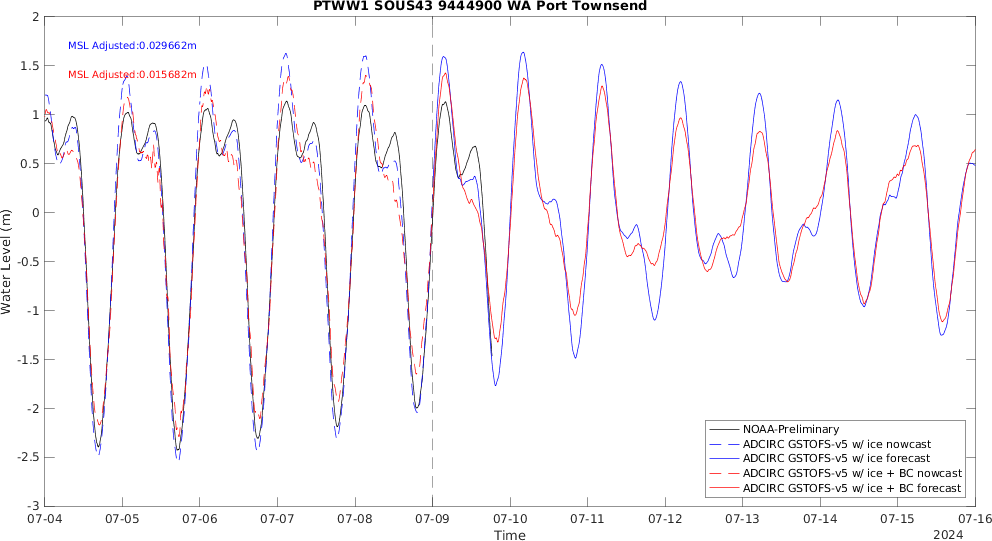 PTWW1 SOUS43 9444900 WA Port Townsend
MSL Adjusted:0.029662m
MSL Adjusted:0.015682m
Water Level (m)
2
1.5
1
0.5
0
-0.5
-1
-1.5
-2
-2.5
-3
NOAA-Preliminary
ADCIRC GSTOFS-v5 w/ ice nowcast
ADCIRC GSTOFS-v5 w/ ice forecast
ADCIRC GSTOFS-v5 w/ ice + BC nowcast
ADCIRC GSTOFS-v5 w/ ice + BC forecast
07-04 07-05 07-06 07-07 07-08 07-09 07-10 07-11 07-12 07-13 07-14 07-15 07-16
Time
2024